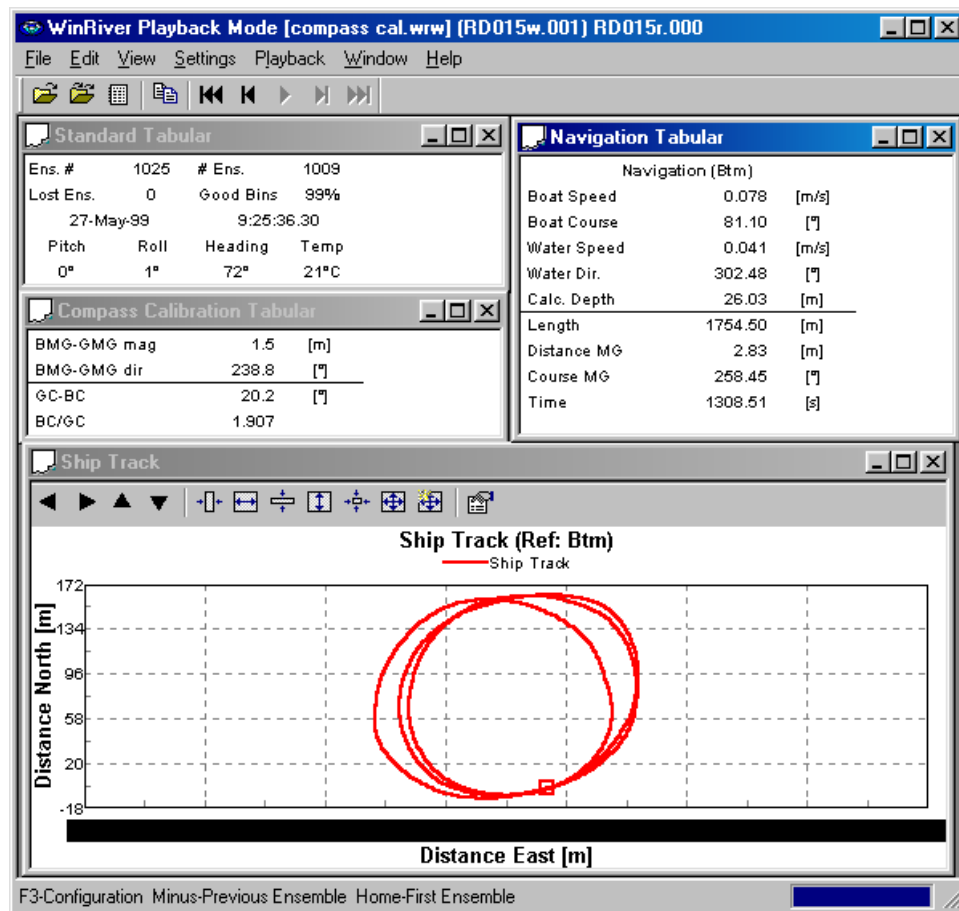 WinRiver Playback Mode [compass cal.wrw] (RD015w.001) RD015r.000
File Edit View Settings Playback Window Help
Standard Tabular
Ens. # 1025 # Ens. 1009
Lost Ens. 0 Good Bins 99%
27-May-99 9:25:36.30
Pitch Roll Heading Temp
0° 1° 72° 21°C
Compass Calibration Tabular
BMG-GMG mag 1.5 [m]
BMG-GMG dir 238.8 [°]
GC-BC 20.2 [°]
BC/GC 1.907
Navigation Tabular
Navigation (Btm)
Boat Speed 0.078 [m/s]
Boat Course 81.10 [°]
Water Speed 0.041 [m/s]
Water Dir. 302.48 [°]
Calc. Depth 26.03 [m]
Length 1754.50 [m]
Distance MG 2.83 [m]
Course MG 258.45 [°]
Time 1308.51 [s]
Ship Track
Ship Track (Ref: Btm)
Ship Track
Distance North [m]
172
134
96
58
20
-18
Distance East [m]
F3-Configuration Minus-Previous Ensemble Home-First Ensemble